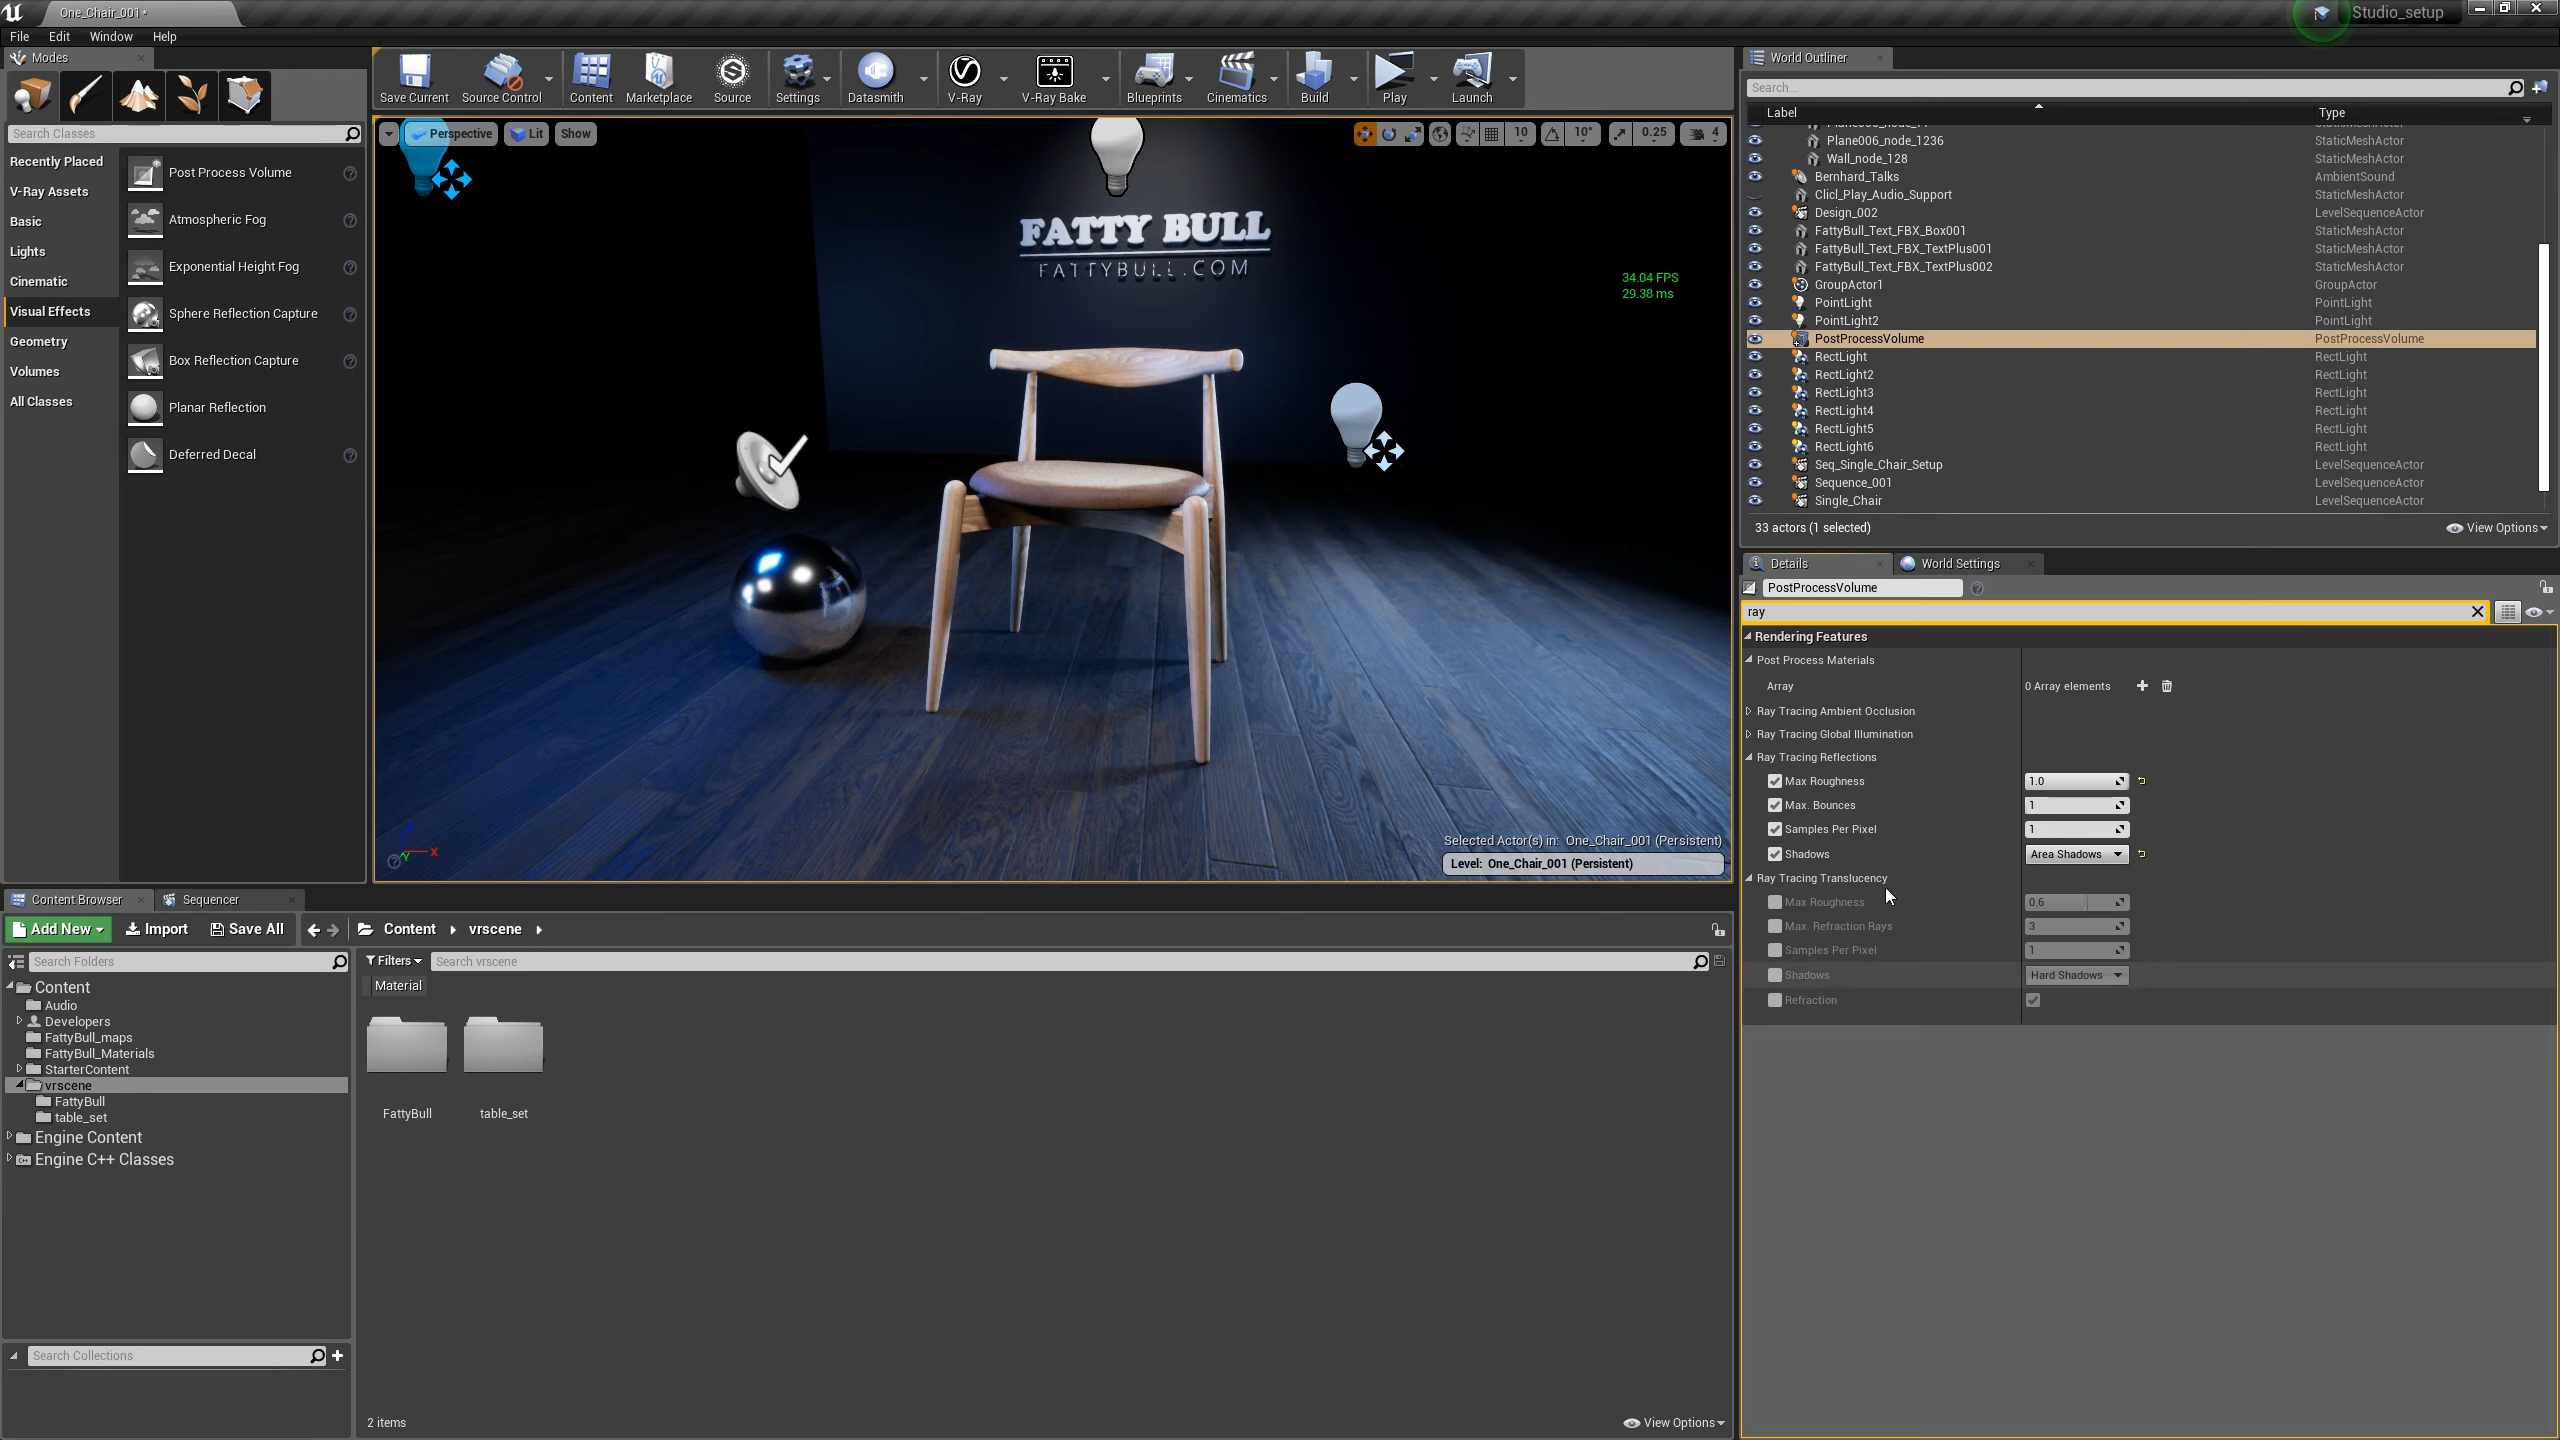 One_Chair_001*
Studio_setup
File
Edit
Window
Help
Modes
Search Classes
Recently Placed
V-Ray Assets
Basic
Lights
Cinematic
Visual Effects
Geometry
Volumes
All Classes
Post Process Volume
Atmospheric Fog
Exponential Height Fog
Sphere Reflection Capture
Box Reflection Capture
Planar Reflection
Deferred Decal
Save Current
Source Control
Content
Marketplace
Source
Settings
Datasmith
V-Ray
V-Ray Bake
Blueprints
Cinematics
Build
Play
Launch
Perspective
Lit
Show
10
10°
0.25
4
FATTY BULL
FATTYBULL.COM
34.04 FPS
29.38 ms
X
Y
Selected Actor(s) in: One_Chair_001 (Persistent)
Level: One_Chair_001 (Persistent)
World Outliner
Search...
Label
Type
Plane006_node_1236 StaticMeshActor
Wall_node_128 StaticMeshActor
Bernhard_Talks AmbientSound
Clicl_Play_Audio_Support StaticMeshActor
Design_002 LevelSequenceActor
FattyBull_Text_FBX_Box001 StaticMeshActor
FattyBull_Text_FBX_TextPlus001 StaticMeshActor
FattyBull_Text_FBX_TextPlus002 StaticMeshActor
GroupActor1 GroupActor
PointLight PointLight
PointLight2 PointLight
PostProcessVolume PostProcessVolume
RectLight RectLight
RectLight2 RectLight
RectLight3 RectLight
RectLight4 RectLight
RectLight5 RectLight
RectLight6 RectLight
Seq_Single_Chair_Setup LevelSequenceActor
Sequence_001 LevelSequenceActor
Single_Chair LevelSequenceActor
33 actors (1 selected)
View Options
Details
World Settings
PostProcessVolume
ray
Rendering Features
Post Process Materials
Array 0 Array elements
Ray Tracing Ambient Occlusion
Ray Tracing Global Illumination
Ray Tracing Reflections
Max Roughness 1.0
Max. Bounces 1
Samples Per Pixel 1
Shadows Area Shadows
Ray Tracing Translucency
Max Roughness 0.6
Max. Refraction Rays 3
Samples Per Pixel 1
Shadows Hard Shadows
Refraction
Content Browser
Sequencer
Add New
Import
Save All
Content
vrscene
Search Folders
Filters
Search vrscene
Material
Content
Audio
Developers
FattyBull_maps
FattyBull_Materials
StarterContent
vrscene
FattyBull
table_set
Engine Content
Engine C++ Classes
FattyBull
table_set
Search Collections
2 items
View Options